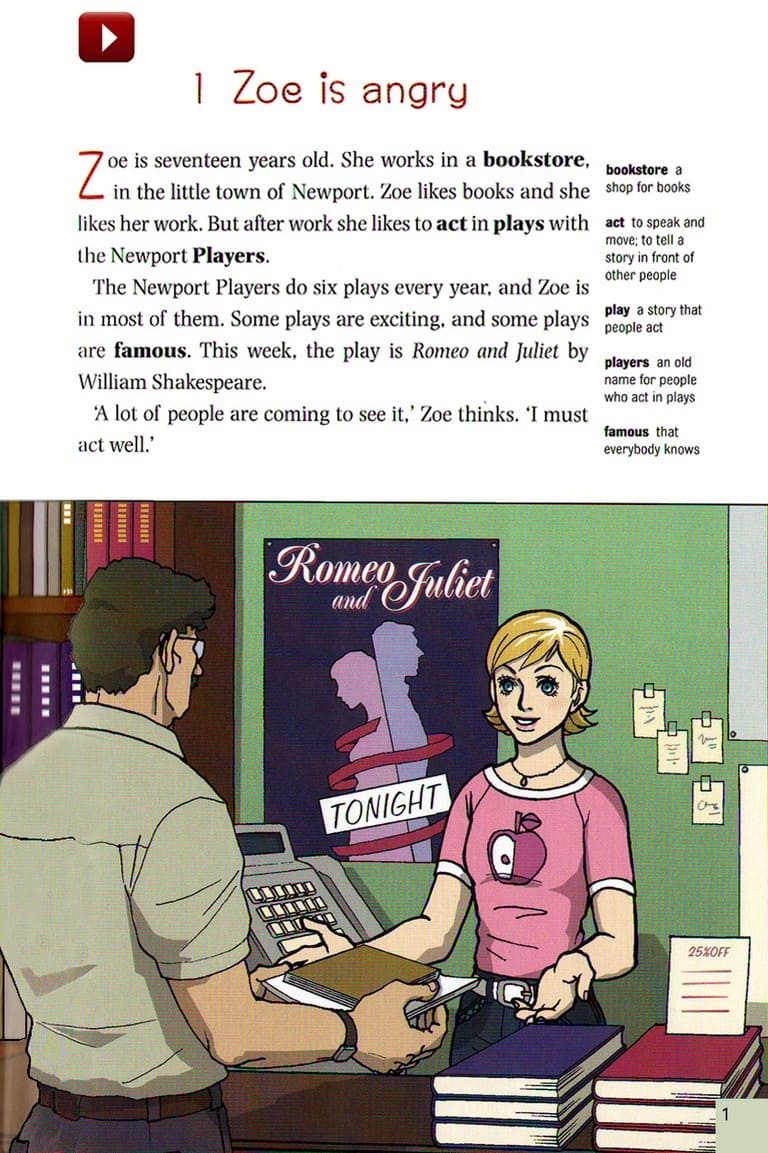 1 Zoe is angry
Zoe is seventeen years old. She works in a bookstore,
in the little town of Newport. Zoe likes books and she
likes her work. But after work she likes to act in plays with
the Newport Players.
The Newport Players do six plays every year, and Zoe is
in most of them. Some plays are exciting, and some plays
are famous. This week, the play is Romeo and Juliet by
William Shakespeare.
‘A lot of people are coming to see it,’ Zoe thinks. ‘I must
act well.’
bookstore a
shop for books
act to speak and
move; to tell a
story in front of
other people
play a story that
people act
players an old
name for people
who act in plays
famous that
everybody knows
Romeo
and Juliet
TONIGHT
25%OFF
1